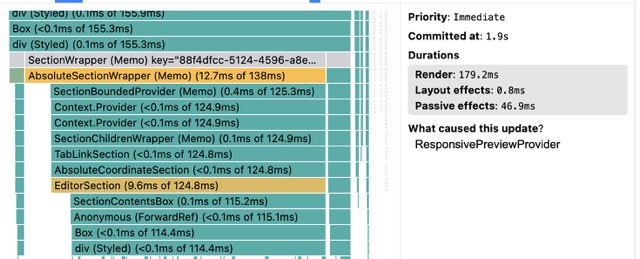 div (Styled) (0.1ms of 155.9ms)
Box (<0.1ms of 155.3ms)
div (Styled) (0.1ms of 155.3ms)
SectionWrapper (Memo) key="88f4dfcc-5124-4596-a8e...
AbsoluteSectionWrapper (Memo) (12.7ms of 138ms)
SectionBoundedProvider (Memo) (0.4ms of 125.3ms)
Context.Provider (<0.1ms of 124.9ms)
Context.Provider (<0.1ms of 124.9ms)
SectionChildrenWrapper (Memo) (0.1ms of 124.9ms)
TabLinkSection (<0.1ms of 124.8ms)
AbsoluteCoordinateSection (<0.1ms of 124.8ms)
EditorSection (9.6ms of 124.8ms)
SectionContentsBox (0.1ms of 115.2ms)
Anonymous (ForwardRef) (<0.1ms of 115.1ms)
Box (<0.1ms of 114.4ms)
div (Styled) (<0.1ms of 114.4ms)
Priority: Immediate
Committed at: 1.9s
Durations
Render: 179.2ms
Layout effects: 0.8ms
Passive effects: 46.9ms
What caused this update?
ResponsivePreviewProvider